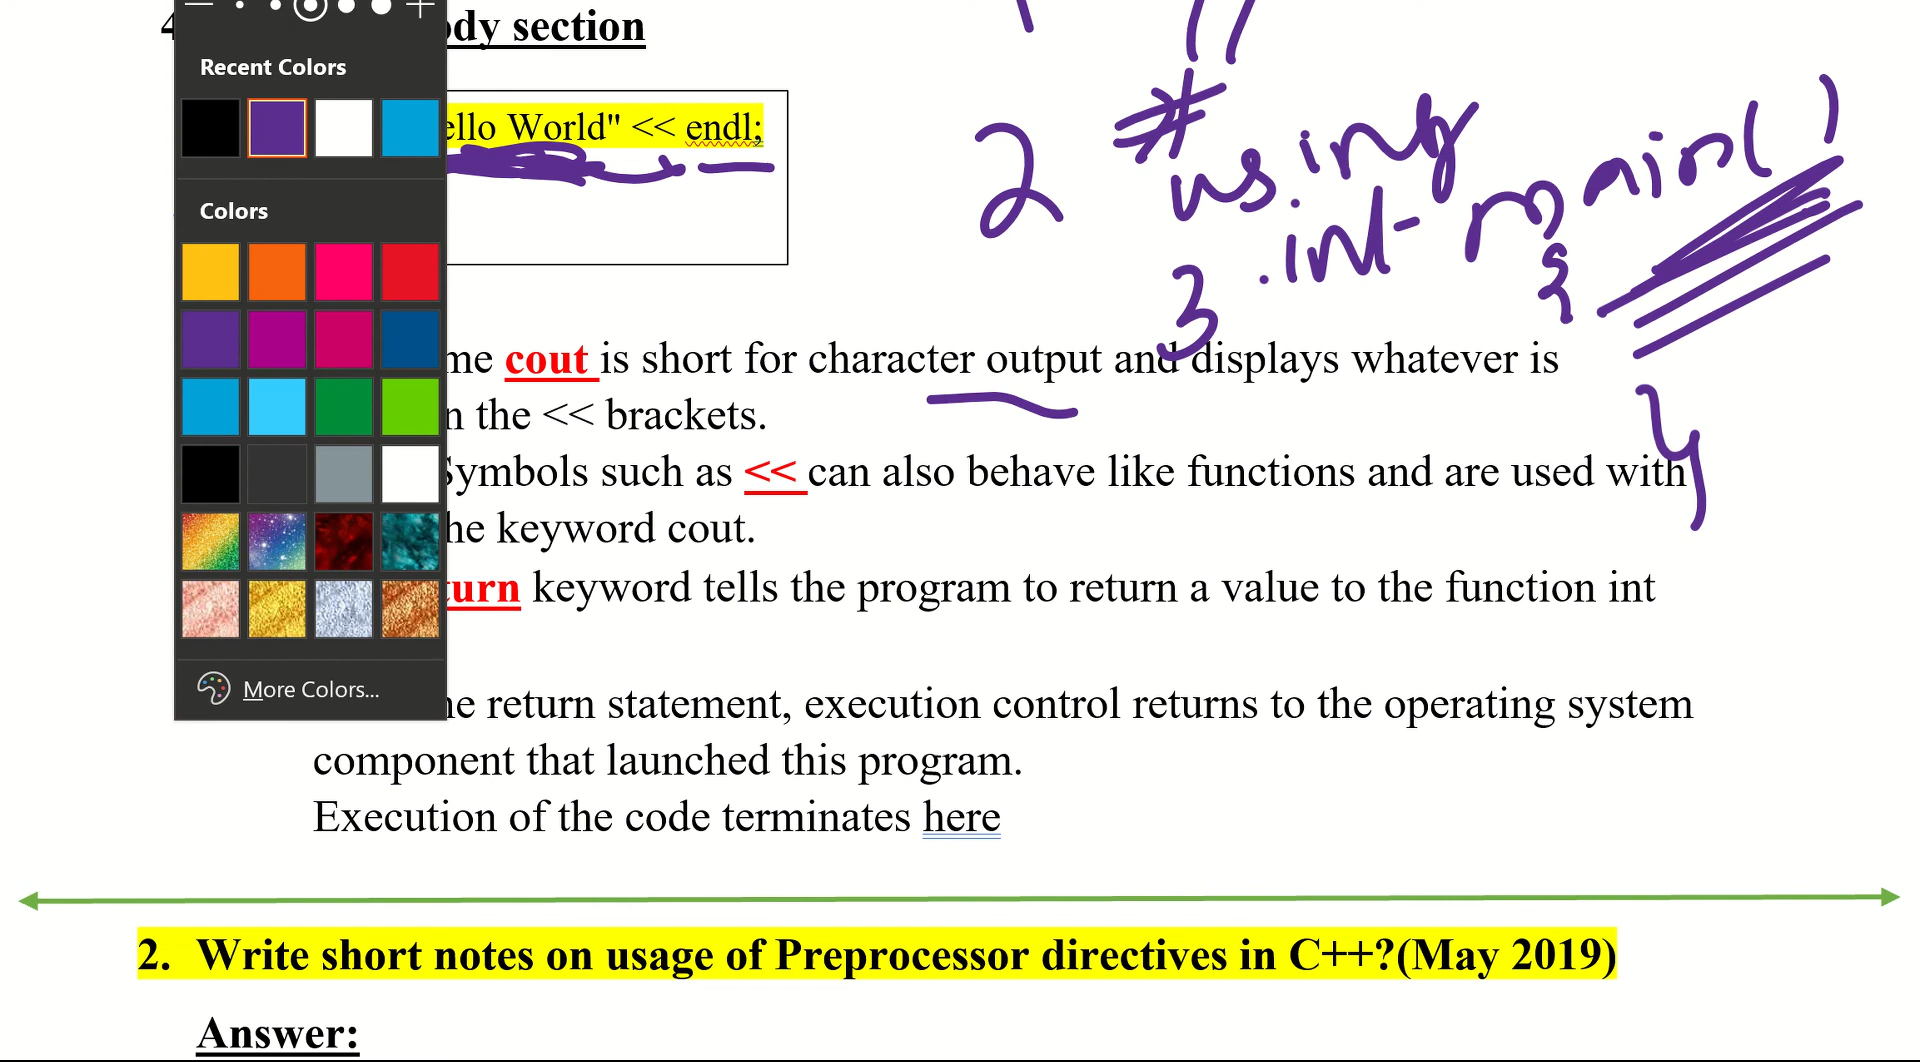 4
dy section
Recent Colors
ello World" << endl;
Colors
2 #
using
3 .int main()
{
me cout is short for character output and displays whatever is
n the << brackets.
4
Symbols such as << can also behave like functions and are used with
he keyword cout.
turn keyword tells the program to return a value to the function int
More Colors...
he return statement, execution control returns to the operating system
component that launched this program.
Execution of the code terminates here
2. Write short notes on usage of Preprocessor directives in C++?(May 2019)
Answer: